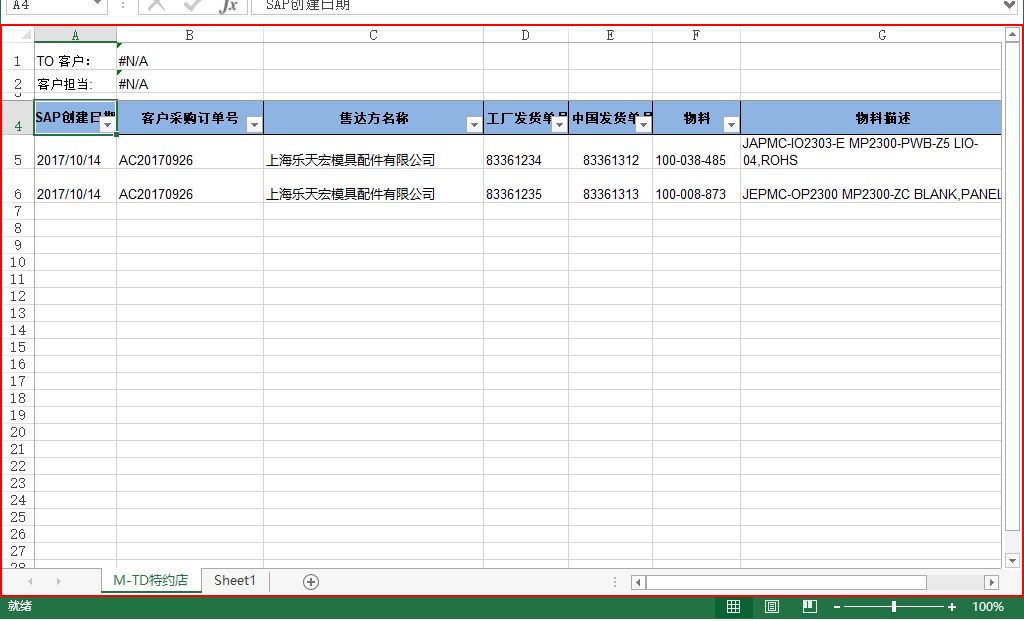 A4 fx SAP创建日期
A B C D E F G
1 TO 客户： #N/A
2 客户担当: #N/A
3
4 SAP创建日期 客户采购订单号 售达方名称 工厂发货单号 中国发货单号 物料 物料描述
JAPMC-IO2303-E MP2300-PWB-Z5 LIO-
5 2017/10/14 AC20170926 上海乐天宏模具配件有限公司 83361234 83361312 100-038-485 04,ROHS
6 2017/10/14 AC20170926 上海乐天宏模具配件有限公司 83361235 83361313 100-008-873 JEPMC-OP2300 MP2300-ZC BLANK,PANEL
7
8
9
10
11
12
13
14
15
16
17
18
19
20
21
22
23
24
25
26
27
28
M-TD特约店 Sheet1
就绪 100%